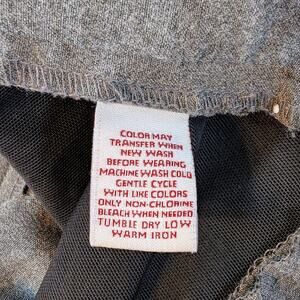 COLOR MAY
TRANSFER WHEN
NEW WASH
BEFORE WEARING
MACHINE WASH COLD
GENTLE CYCLE
WITH LIKE COLORS
ONLY NON-CHLORINE
BLEACH WHEN NEEDED
TUMBLE DRY LOW
WARM IRON